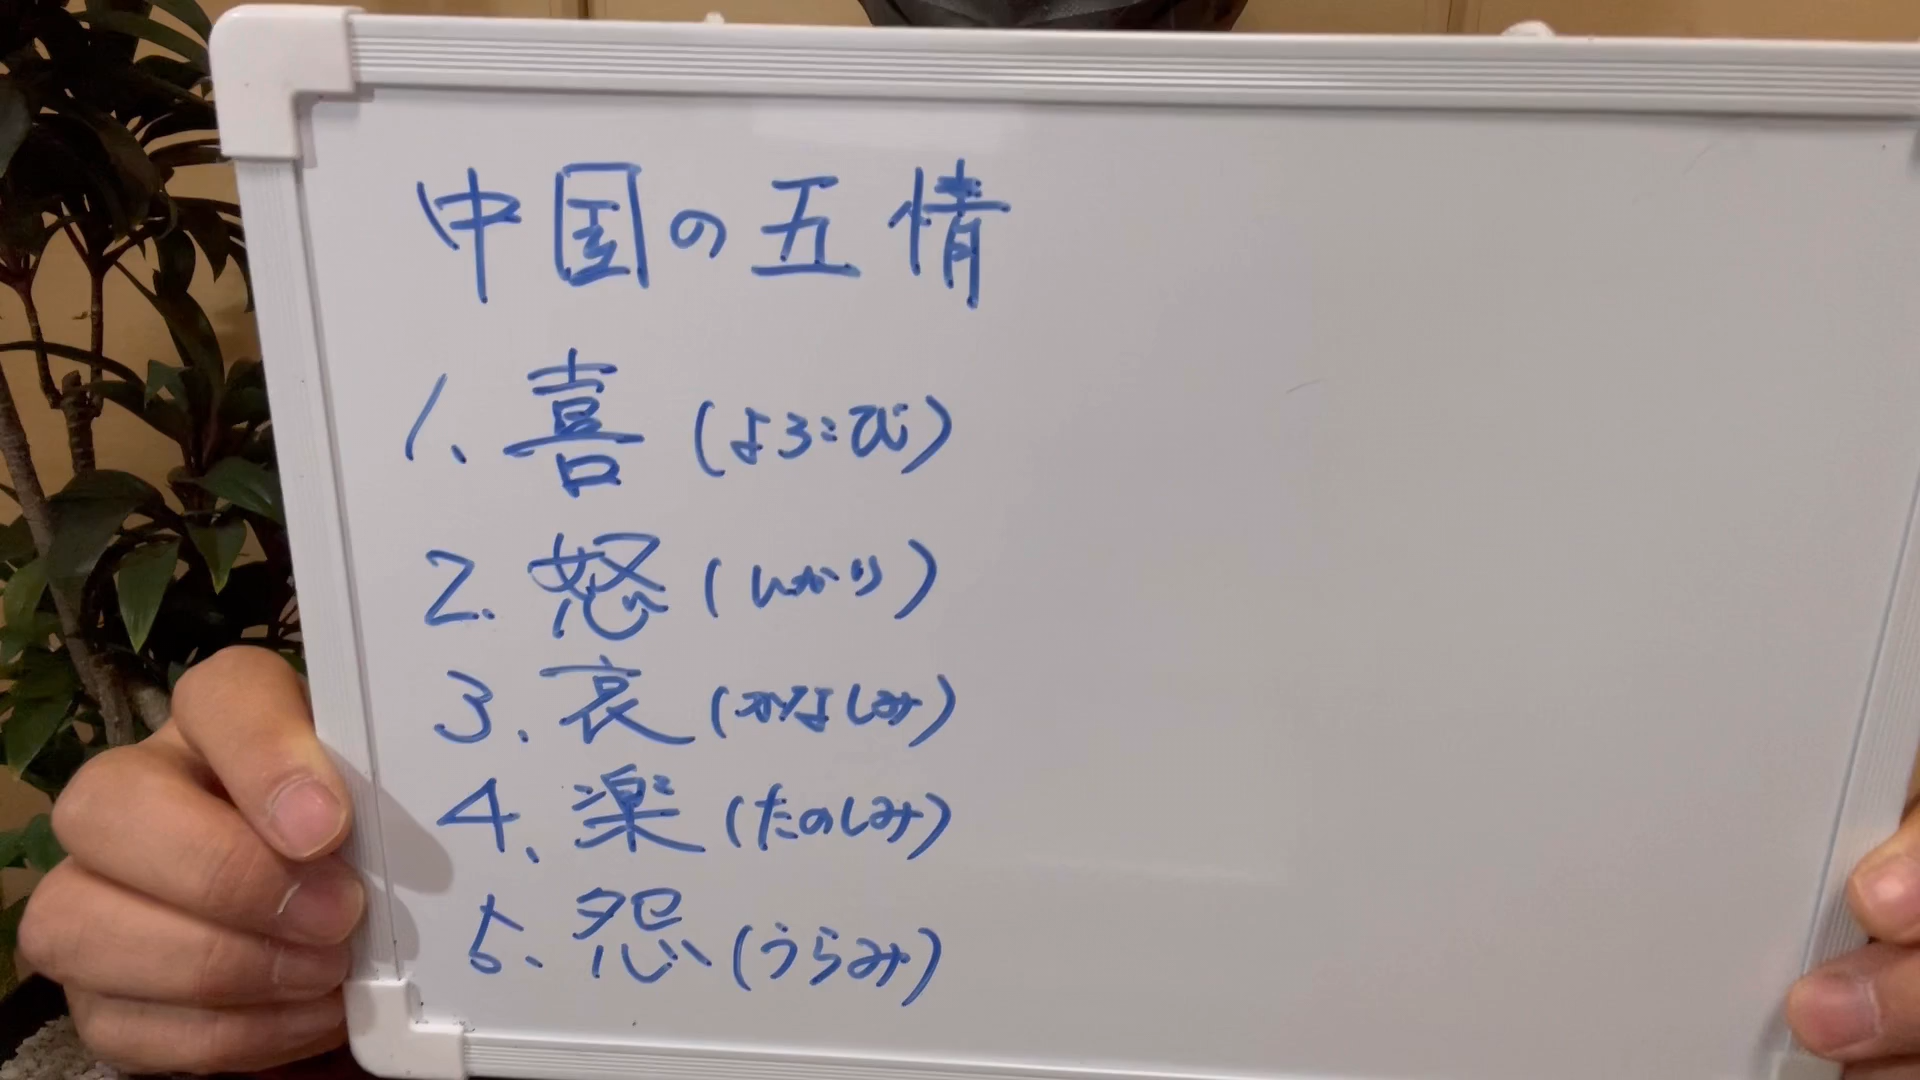 中国の五情
1、喜(よろこび)
2.怒(いかり)
3.哀(かなしみ)
4、楽(たのしみ)
5、怨(うらみ)